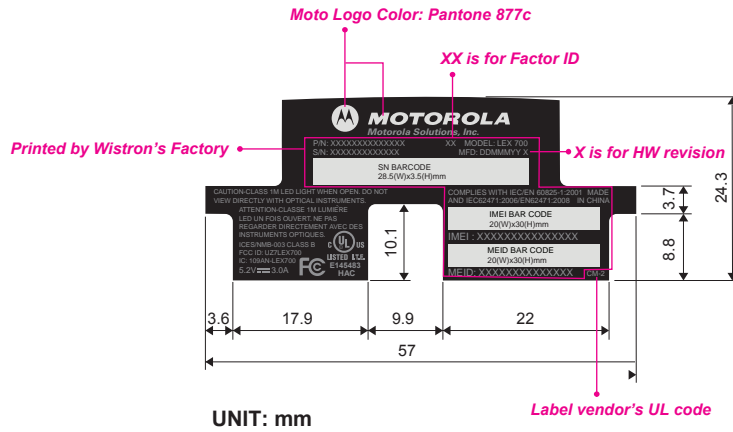 Moto Logo Color: Pantone 877c
XX is for Factor ID
MOTOROLA
Motorola Solutions, Inc.
Printed by Wistron's Factory
P/N: XXXXXXXXXXXXXX XX MODEL: LEX 700
S/N: XXXXXXXXXXXXX MFD: DDMMMYY X
X is for HW revision
SN BARCODE
28.5(W)x3.5(H)mm
CAUTION-CLASS 1M LED LIGHT WHEN OPEN. DO NOT
VIEW DIRECTLY WITH OPTICAL INSTRUMENTS.
ATTENTION-CLASSE 1M LUMIÉRE
LED UN FOIS OUVERT. NE PAS
REGARDER DIRECTEMENT AVEC DES
INSTRUMENTS OPTIQUES.
ICES/NMB-003 CLASS B
FCC ID: UZ7LEX700
IC: 109AN-LEX700
5.2V 3.0A
FC
c UL US
LISTED I.T.E.
E145483
HAC
COMPLIES WITH IEC/EN 60825-1:2001 MADE
AND IEC62471:2006/EN62471:2008 IN CHINA
IMEI BAR CODE
20(W)x30(H)mm
IMEI : XXXXXXXXXXXXXXX
MEID BAR CODE
20(W)x30(H)mm
MEID: XXXXXXXXXXXXXX CM-2
24.3
3.7
8.8
10.1
3.6
17.9
9.9
22
57
Label vendor's UL code
UNIT: mm